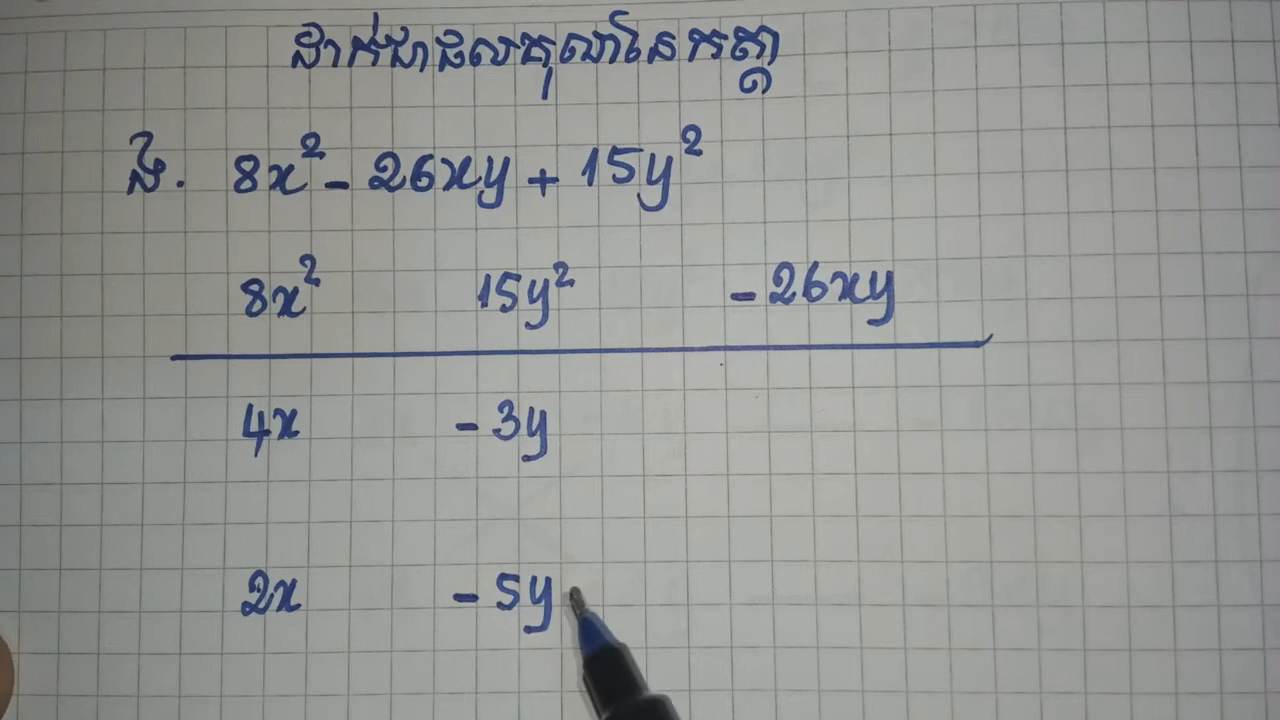 ដាក់ជាផលគុណនៃកត្តា
ង. 8x² - 26xy + 15y²
8x² 15y² - 26xy
4x - 3y
2x - 5y